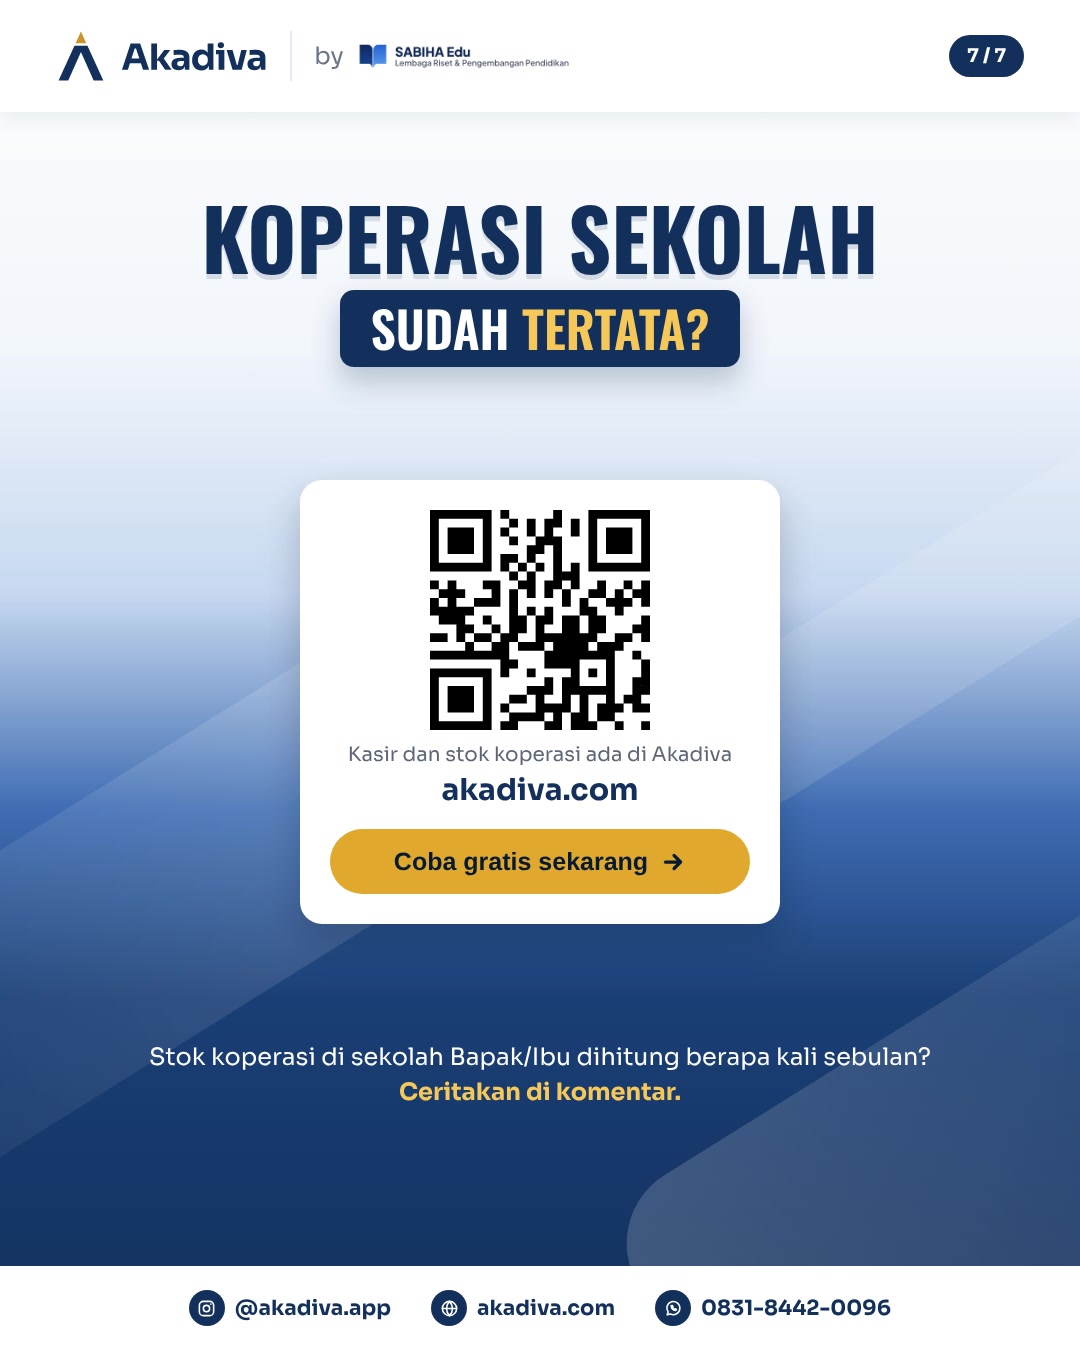 Akadiva
by
SABIHA Edu
Lembaga Riset & Pengembangan Pendidikan
7 / 7
KOPERASI SEKOLAH
SUDAH TERTATA?
Kasir dan stok koperasi ada di Akadiva
akadiva.com
Coba gratis sekarang →
Stok koperasi di sekolah Bapak/Ibu dihitung berapa kali sebulan?
Ceritakan di komentar.
@akadiva.app
akadiva.com
0831-8442-0096